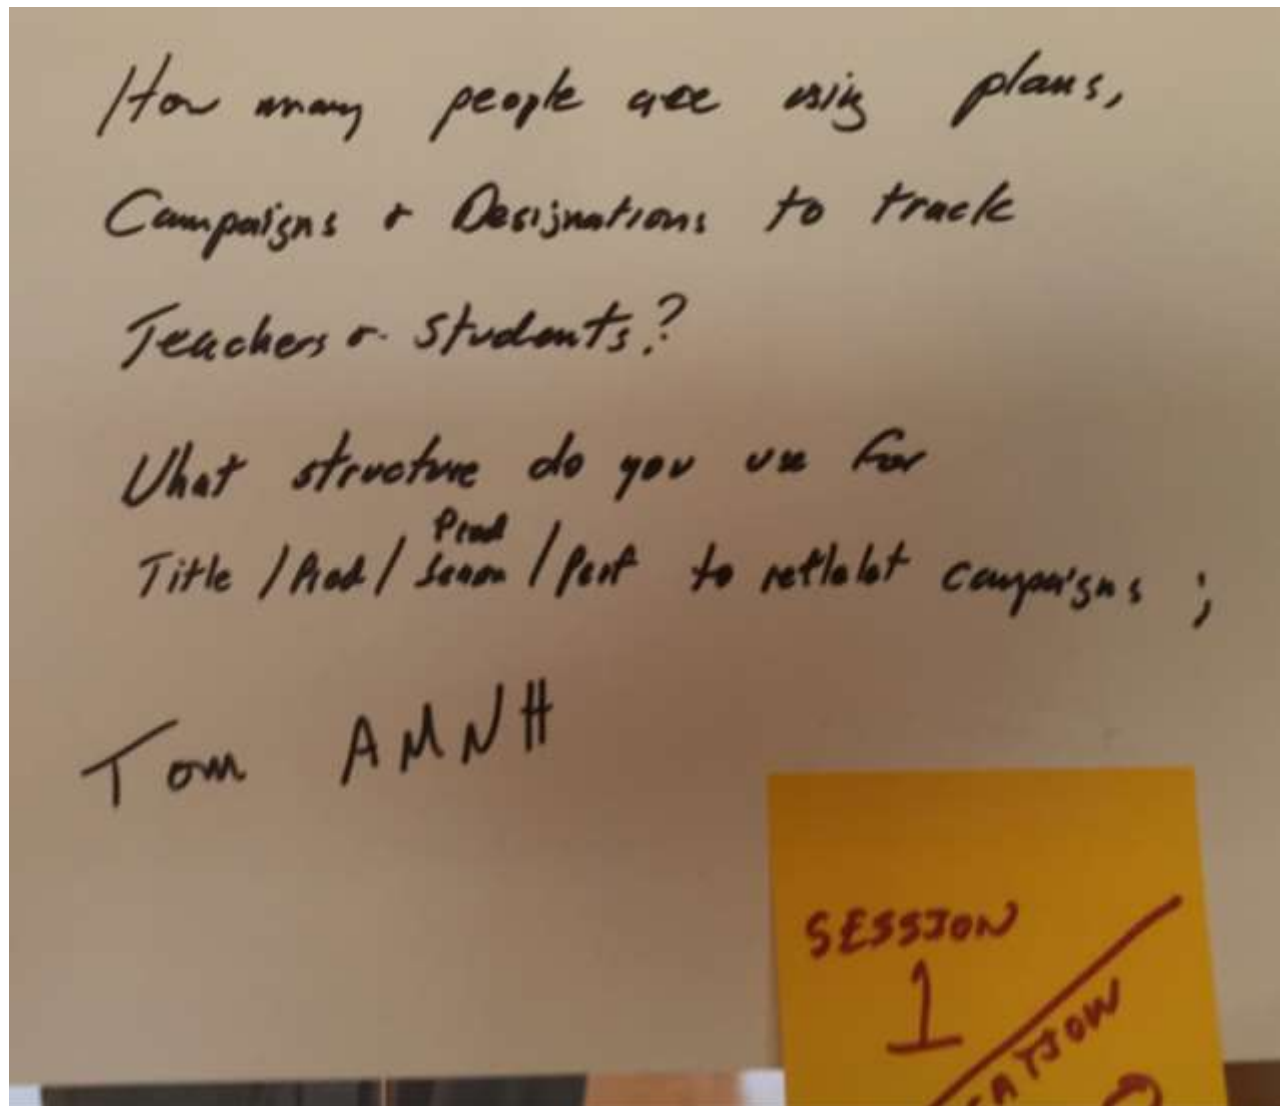 How many people are using plans,
Campaigns & Designations to track
Teachers or Students?
What structure do you use for
Prod
Title / Prod / Season / Perf to campaigns ;
Tom AMNH
SESSION
1